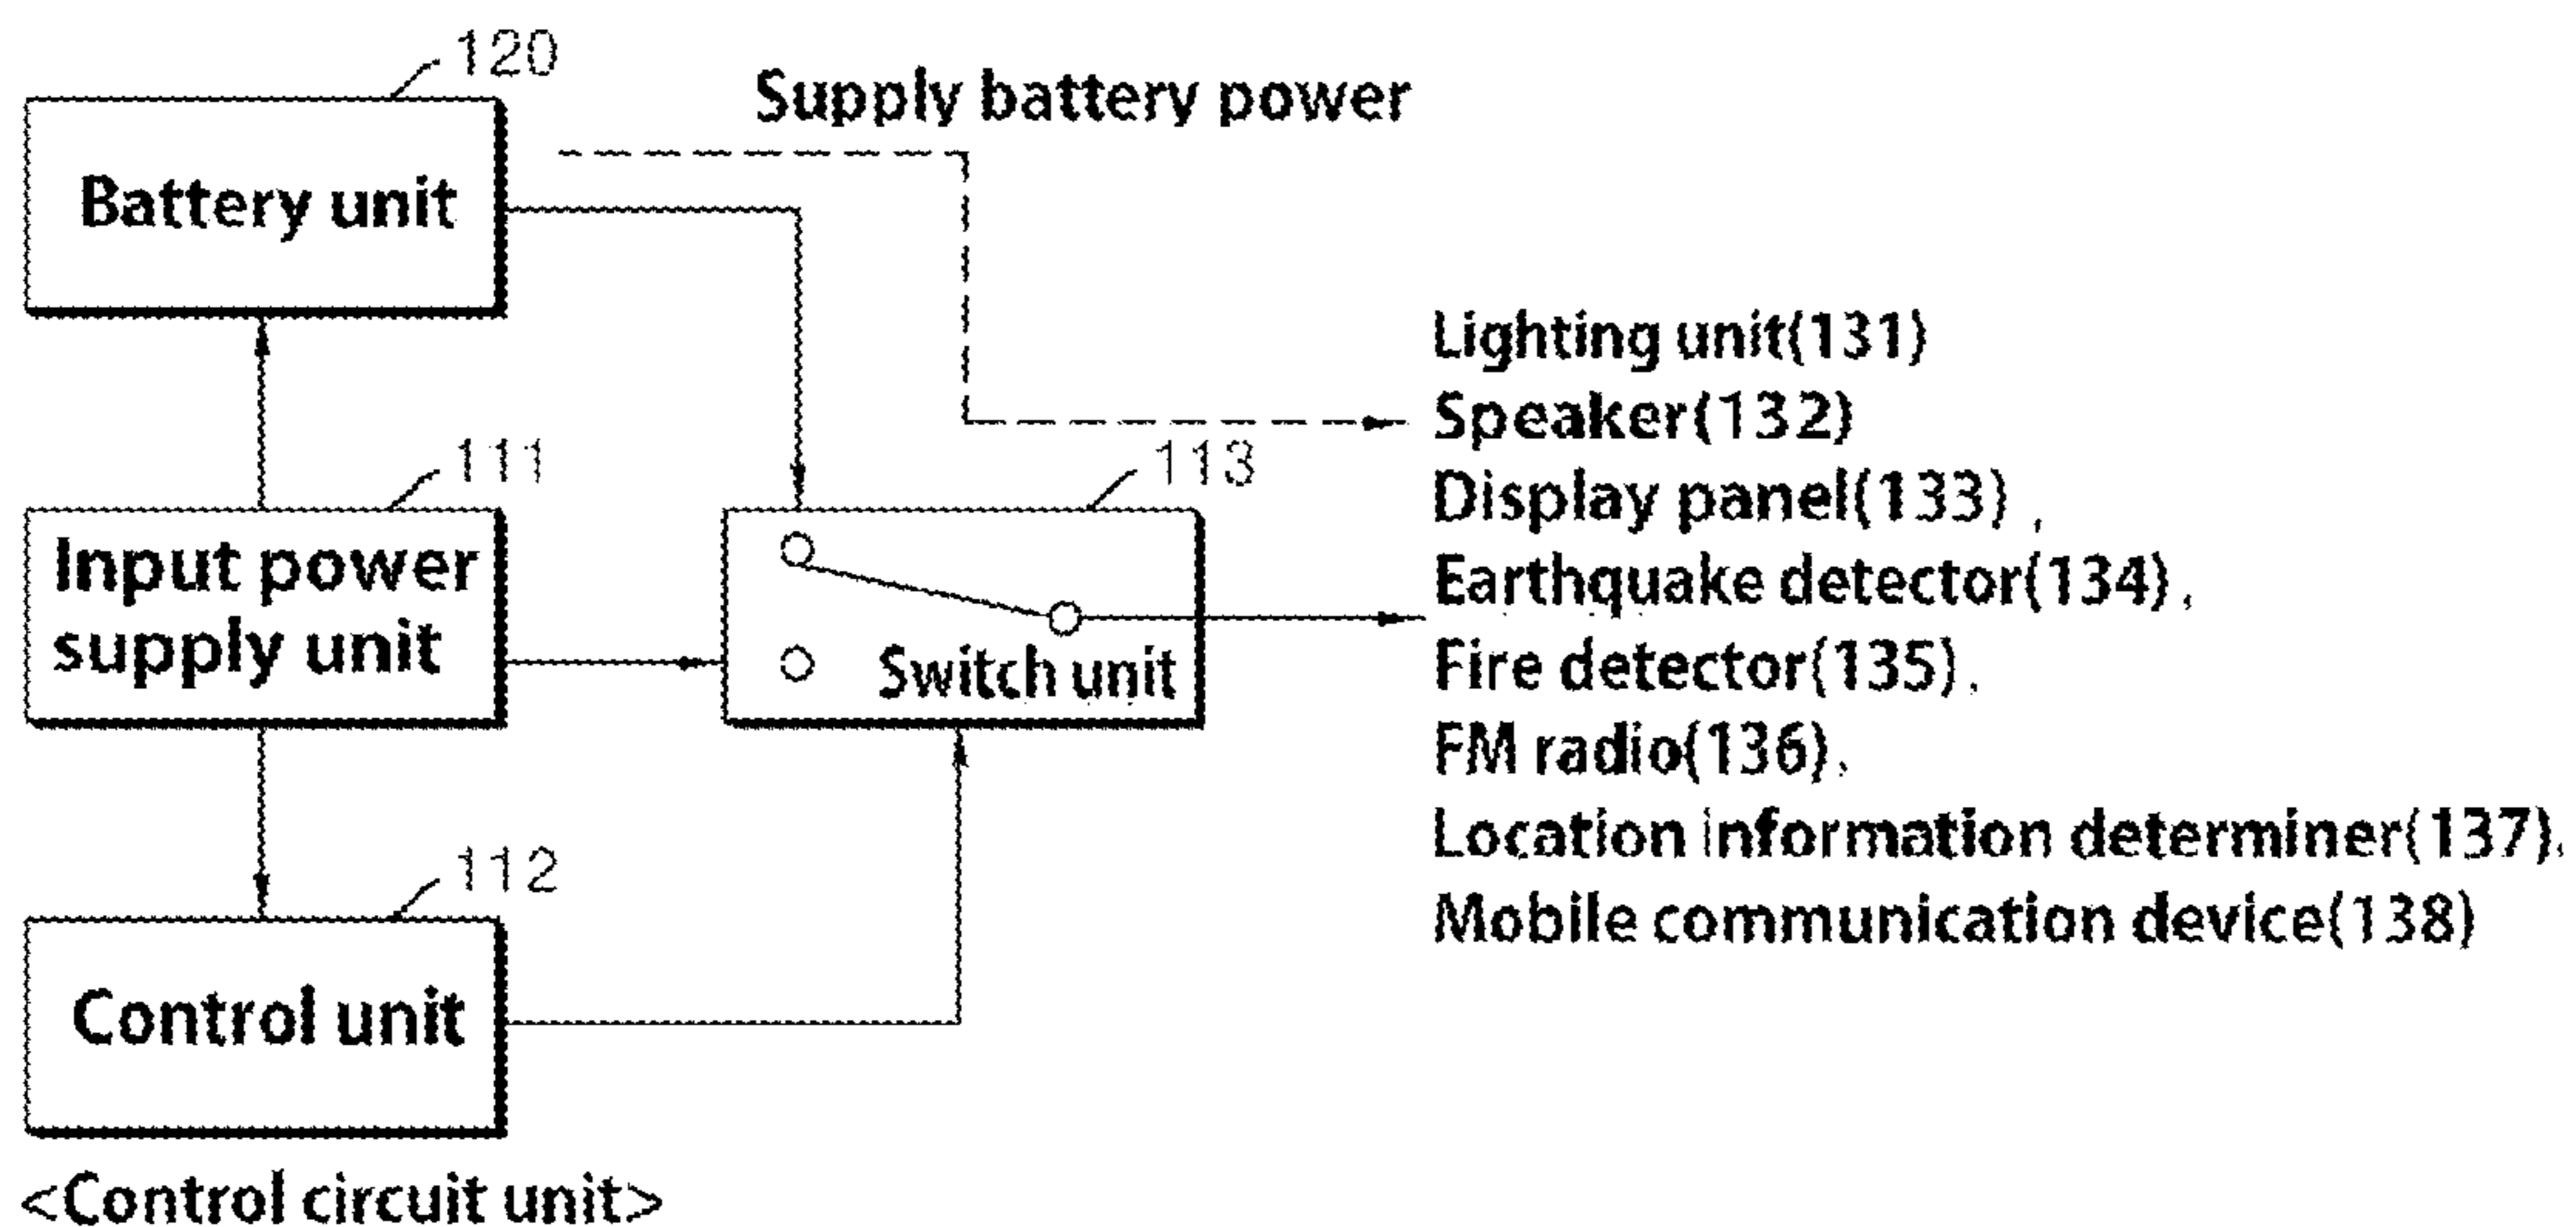 120
Supply battery power
Battery unit
Lighting unit(131)
Speaker(132)
111
113
Display panel(133) ,
Input power
supply unit
Earthquake detector(134) ,
Switch unit
Fire detector(135) ,
FM radio(136) ,
Location information determiner(137) ,
112
Mobile communication device(138)
Control unit
<Control circuit unit>